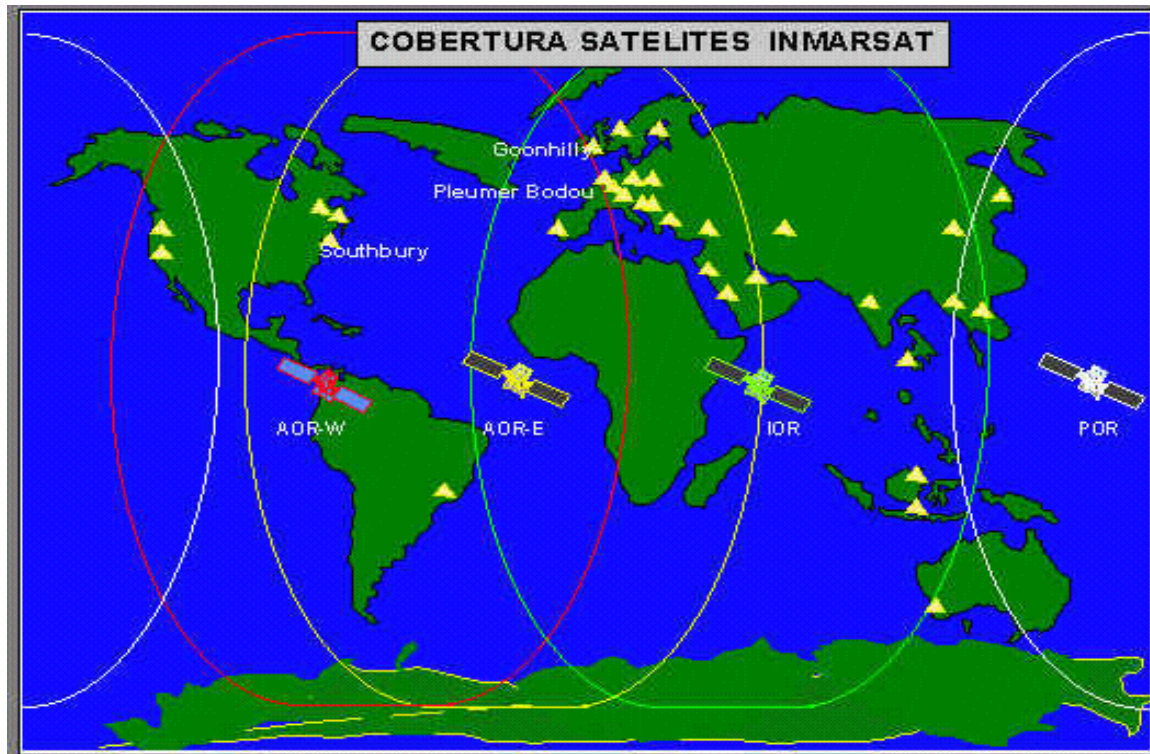 COBERTURA SATELITES INMARSAT
Goonhilly
Pleumer Bodou
Southbury
AOR-W
AOR-E
IOR
POR